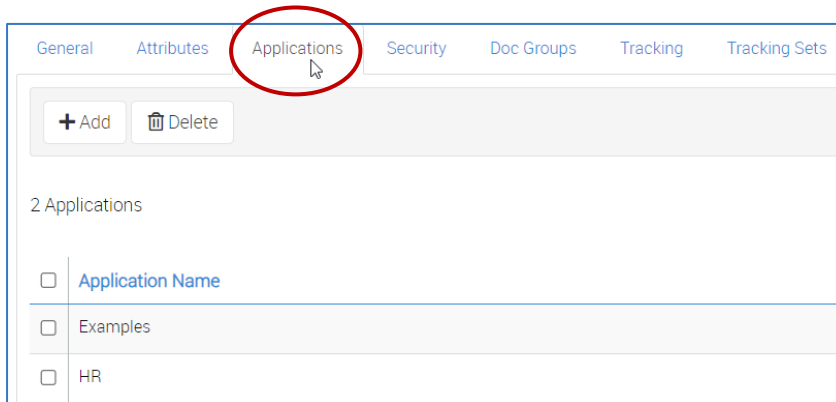 General Attributes Applications Security Doc Groups Tracking Tracking Sets
Add Delete
2 Applications
Application Name
Examples
HR